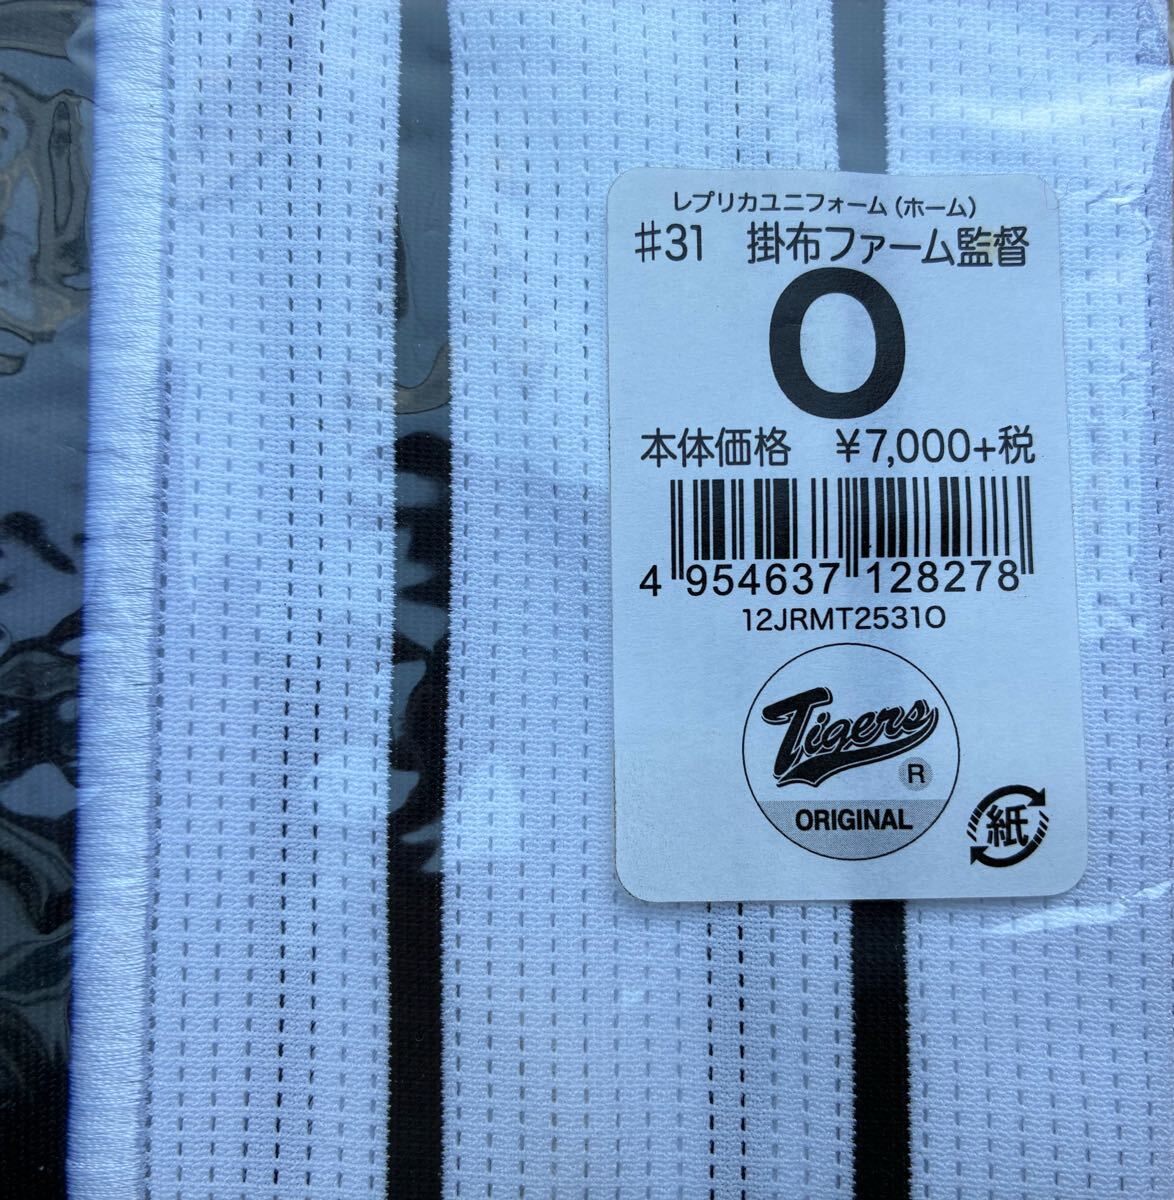 レプリカユニフォーム(ホーム)
#31 掛布ファーム監督
O
本体価格 ¥7,000+税
4 954637 128278
12JRMT2531O
Tigers
R
ORIGINAL
紙